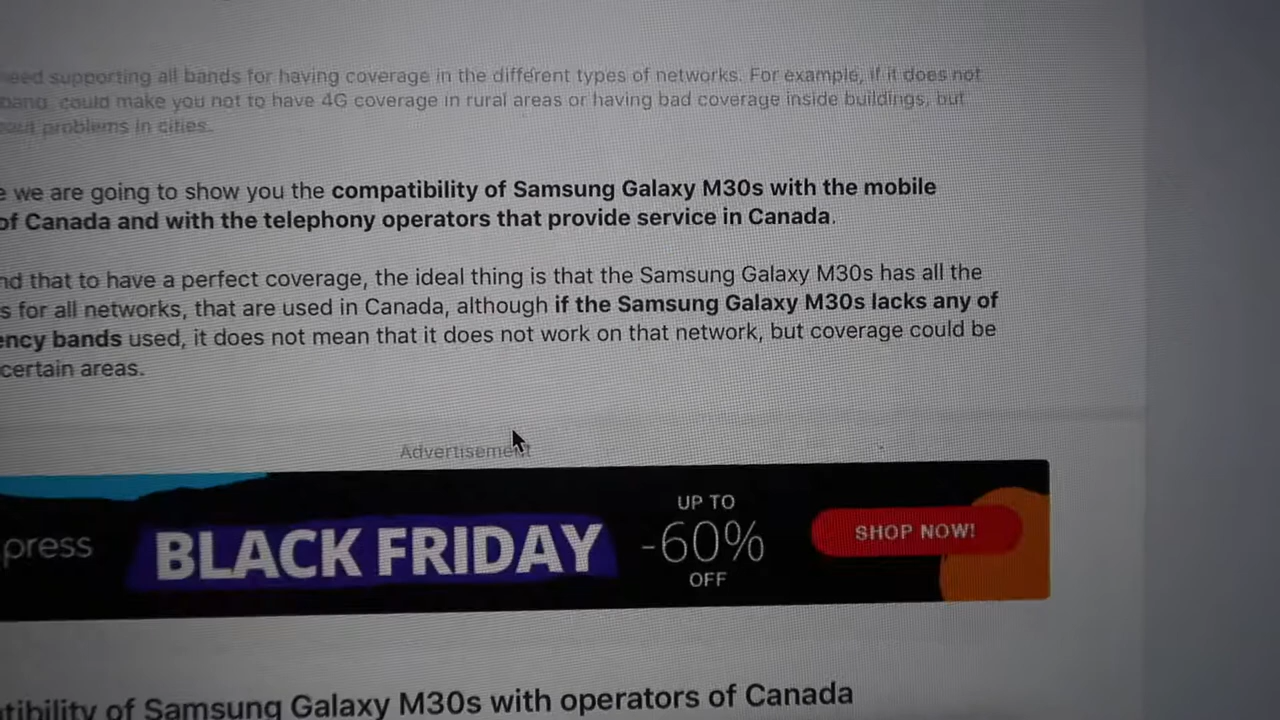 need supporting all bands for having coverage in the different types of networks. For example, if it does not
could make you not to have 4G coverage in rural areas or having bad coverage inside buildings, but
problems in cities.
we are going to show you the compatibility of Samsung Galaxy M30s with the mobile
of Canada and with the telephony operators that provide service in Canada.
that to have a perfect coverage, the ideal thing is that the Samsung Galaxy M30s has all the
for all networks, that are used in Canada, although if the Samsung Galaxy M30s lacks any of
ency bands used, it does not mean that it does not work on that network, but coverage could be
certain areas.
Advertisement
press
BLACK FRIDAY
UP TO
-60%
OFF
SHOP NOW!
tibility of Samsung Galaxy M30s with operators of Canada